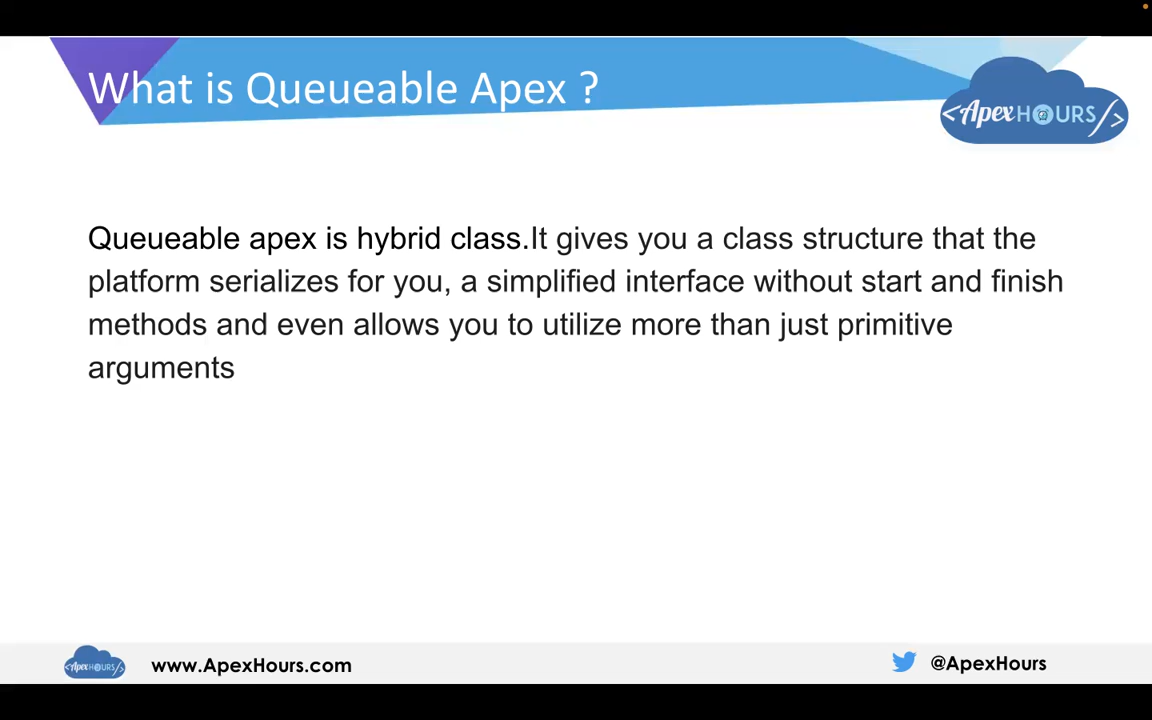 What is Queueable Apex ?
<ApexHOURS/>
Queueable apex is hybrid class.It gives you a class structure that the
platform serializes for you, a simplified interface without start and finish
methods and even allows you to utilize more than just primitive
arguments
<ApexHOURS/>
www.ApexHours.com
@ApexHours